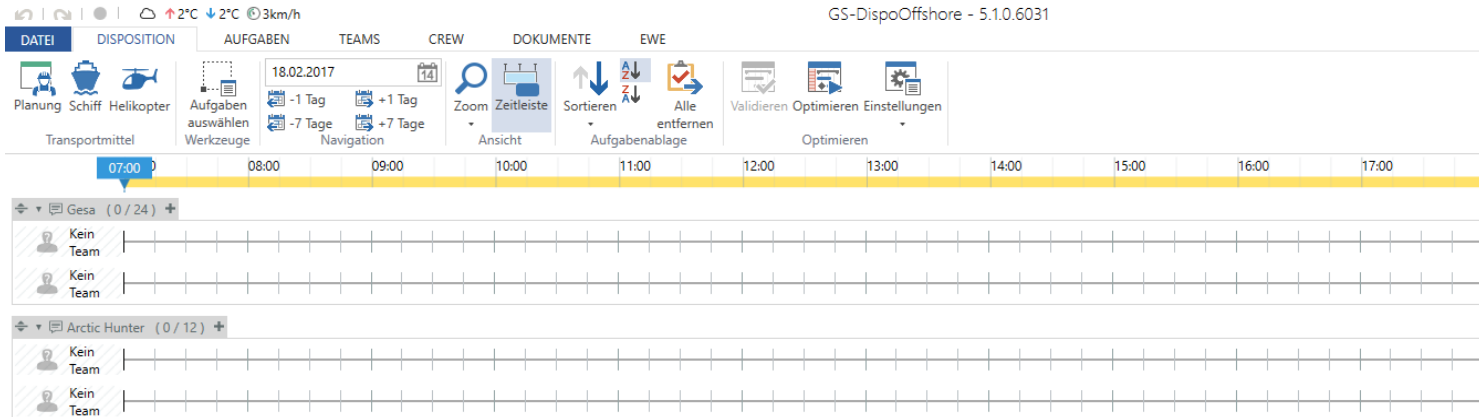 2°C 2°C 3km/h GS-DispoOffshore - 5.1.0.6031
DATEI DISPOSITION AUFGABEN TEAMS CREW DOKUMENTE EWE
Planung Schiff Helikopter
Transportmittel
Aufgaben
auswählen
Werkzeuge
18.02.2017 14
-1 Tag +1 Tag
-7 Tage +7 Tage
Navigation
Zoom Zeitleiste
Ansicht
Sortieren
A
Z
Z
A
Alle
entfernen
Aufgabenablage
Validieren Optimieren Einstellungen
Optimieren
07:00 08:00 09:00 10:00 11:00 12:00 13:00 14:00 15:00 16:00 17:00
Gesa ( 0 / 24 )
Kein
Team
Kein
Team
Arctic Hunter ( 0 / 12 )
Kein
Team
Kein
Team